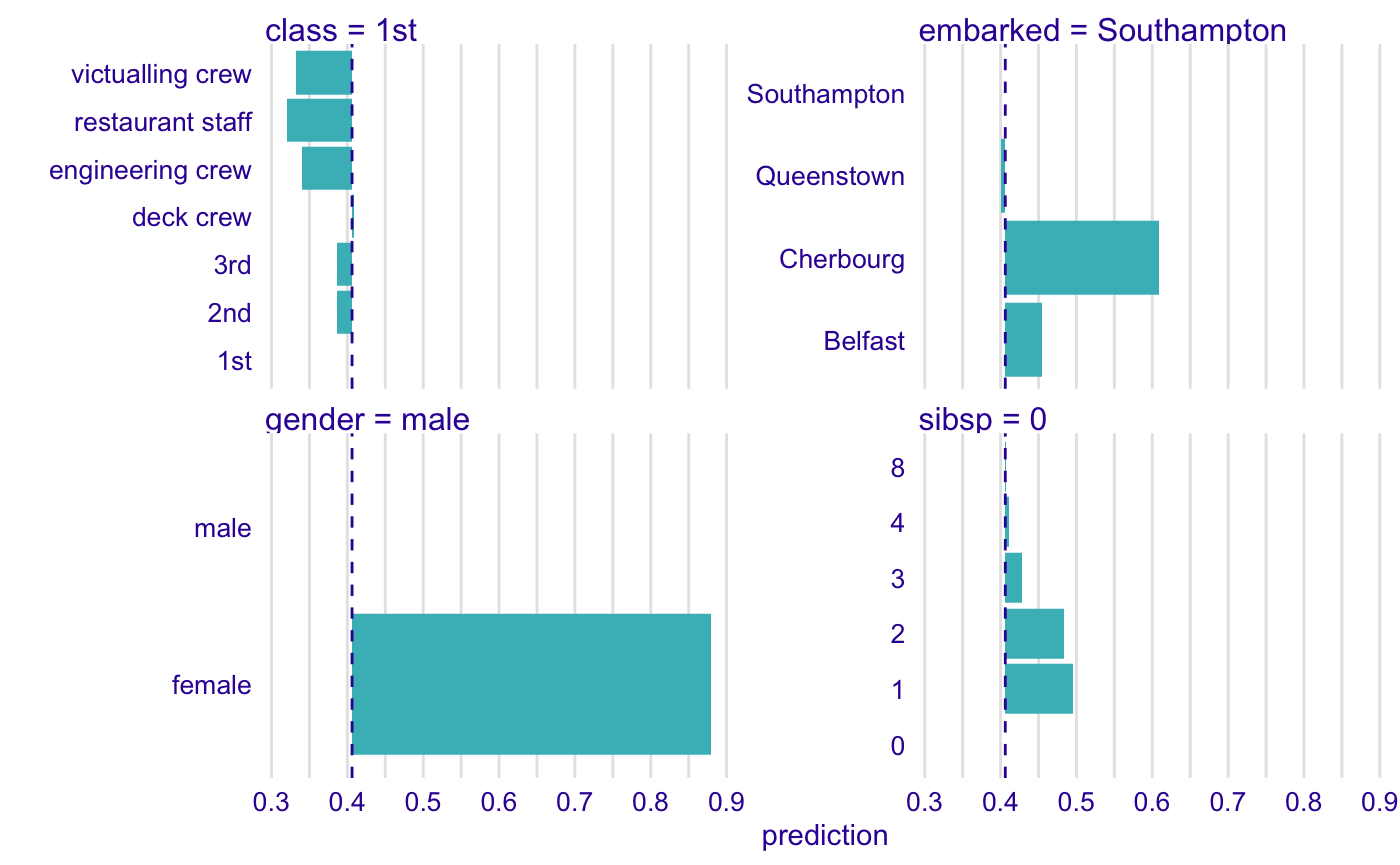 class = 1st
victualling crew
restaurant staff
engineering crew
deck crew
3rd
2nd
1st
embarked = Southampton
Southampton
Queenstown
Cherbourg
Belfast
gender = male
male
female
0.3 0.4 0.5 0.6 0.7 0.8 0.9
sibsp = 0
8
4
3
2
1
0
0.3 0.4 0.5 0.6 0.7 0.8 0.9
prediction